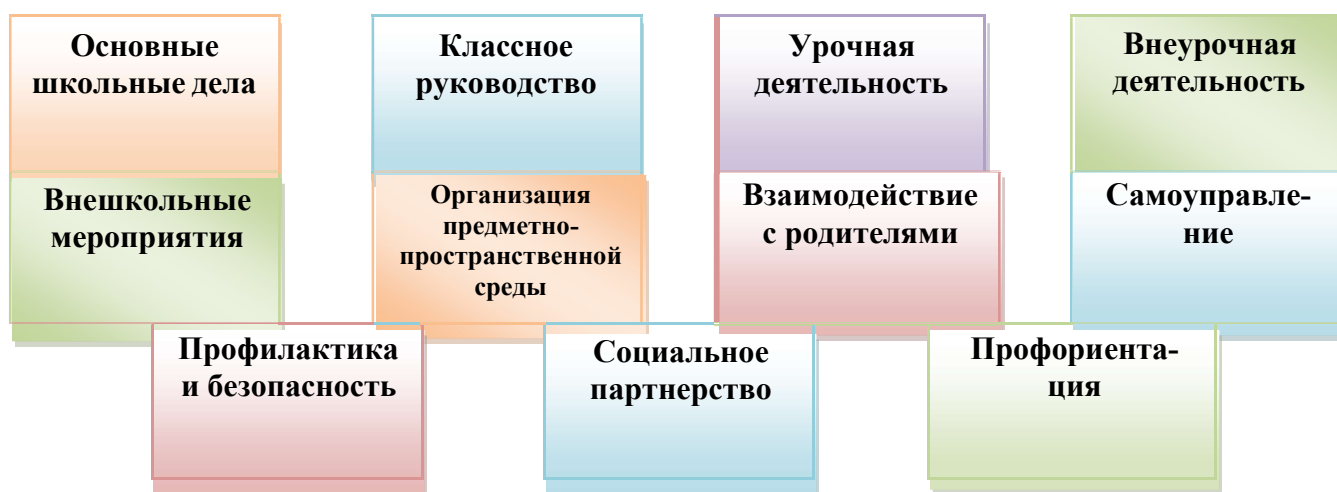 Основные
школьные дела
Классное
руководство
Урочная
деятельность
Внеурочная
деятельность
Внешкольные
мероприятия
Организация
предметно-
пространственной
среды
Взаимодействие
с родителями
Самоуправле-
ние
Профилактика
и безопасность
Социальное
партнерство
Профориента-
ция